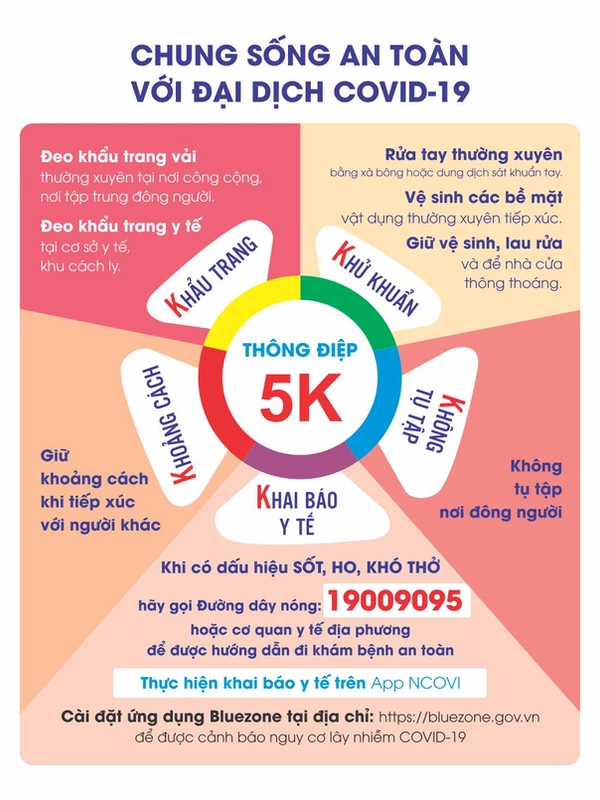 CHUNG SỐNG AN TOÀN
VỚI ĐẠI DỊCH COVID-19
Đeo khẩu trang vải
thường xuyên tại nơi công cộng,
nơi tập trung đông người.
Đeo khẩu trang y tế
tại cơ sở y tế,
khu cách ly.
KHẨU TRANG
Rửa tay thường xuyên
bằng xà bông hoặc dung dịch sát khuẩn tay.
Vệ sinh các bề mặt
vật dụng thường xuyên tiếp xúc.
Giữ vệ sinh, lau rửa
và để nhà cửa
thông thoáng.
KHỬ KHUẨN
THÔNG ĐIỆP
5K
KHOẢNG CÁCH
Giữ
khoảng cách
khi tiếp xúc
với người khác
KHÔNG
TỤ TẬP
Không
tụ tập
nơi đông người
KHAI BÁO
Y TẾ
Khi có dấu hiệu SỐT, HO, KHÓ THỞ
hãy gọi Đường dây nóng: 19009095
hoặc cơ quan y tế địa phương
để được hướng dẫn đi khám bệnh an toàn
Thực hiện khai báo y tế trên App NCOVI
Cài đặt ứng dụng Bluezone tại địa chỉ: https://bluezone.gov.vn
để được cảnh báo nguy cơ lây nhiễm COVID-19